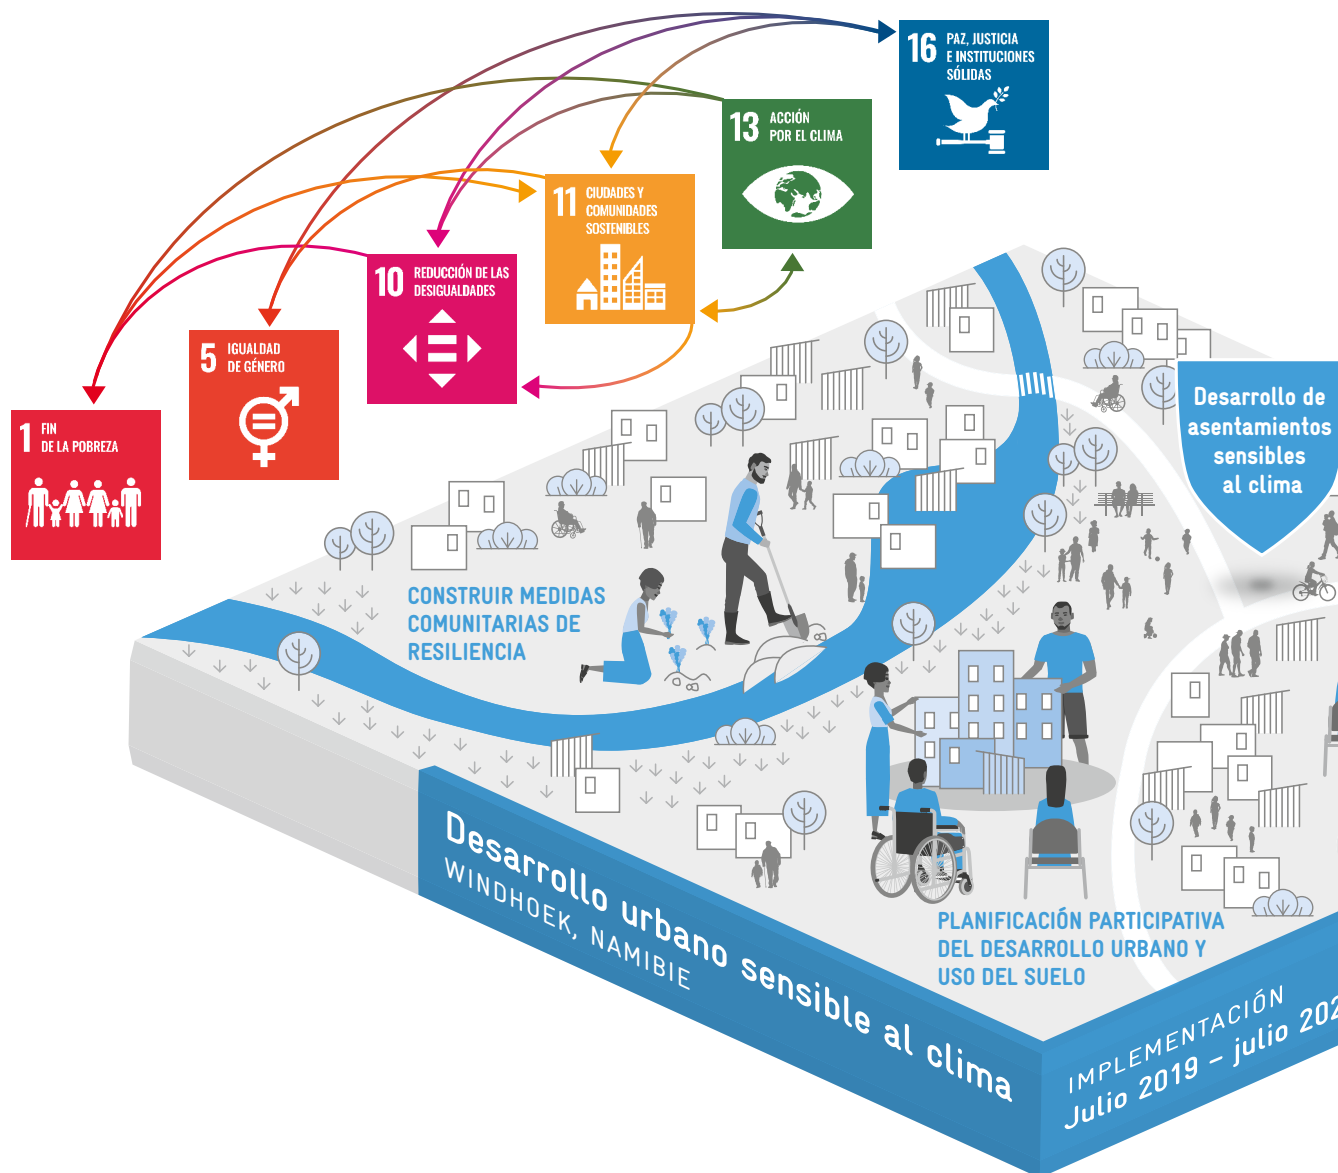 16 PAZ, JUSTICIA
E INSTITUCIONES
SÓLIDAS
13 ACCIÓN
POR EL CLIMA
11 CIUDADES Y
COMUNIDADES
SOSTENIBLES
10 REDUCCIÓN DE LAS
DESIGUALDADES
5 IGUALDAD
DE GÉNERO
1 FIN
DE LA POBREZA
Desarrollo de
asentamientos
sensibles
al clima
CONSTRUIR MEDIDAS
COMUNITARIAS DE
RESILIENCIA
PLANIFICACIÓN PARTICIPATIVA
DEL DESARROLLO URBANO Y
USO DEL SUELO
Desarrollo urbano sensible al clima
WINDHOEK, NAMIBIE
IMPLEMENTACIÓN
Julio 2019 – julio